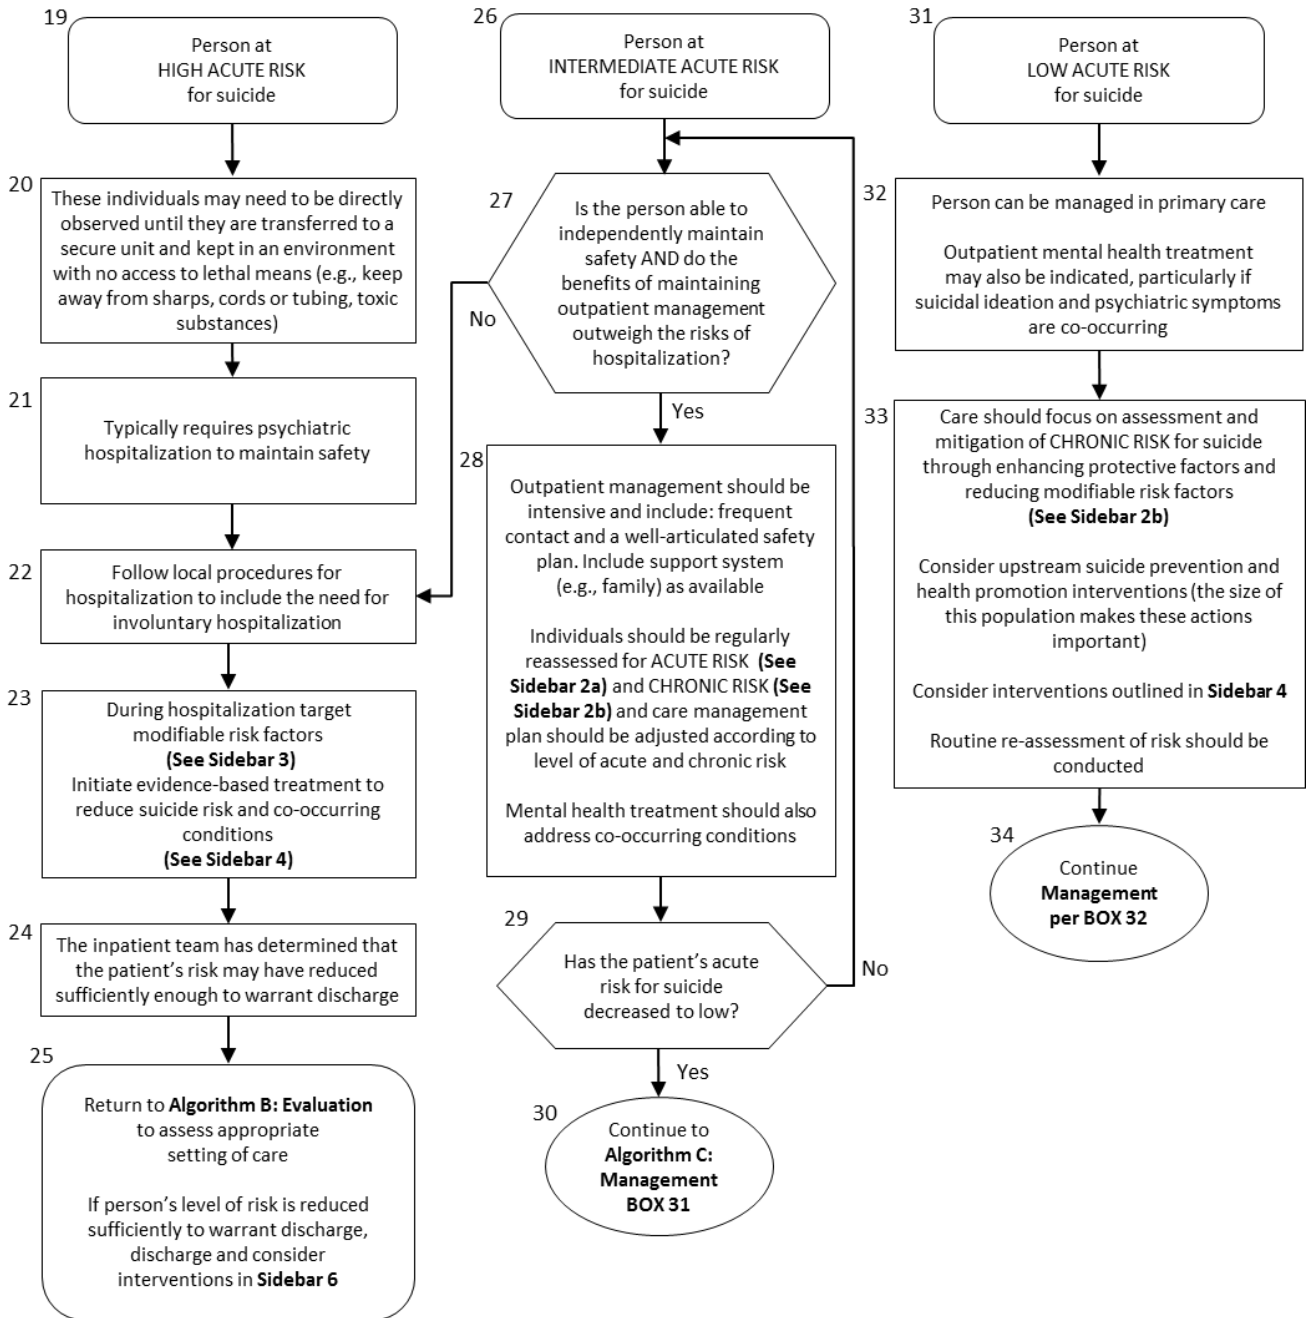 19
Person at
HIGH ACUTE RISK
for suicide
20
These individuals may need to be directly
observed until they are transferred to a
secure unit and kept in an environment
with no access to lethal means (e.g., keep
away from sharps, cords or tubing, toxic
substances)
21
Typically requires psychiatric
hospitalization to maintain safety
22
Follow local procedures for
hospitalization to include the need for
involuntary hospitalization
23
During hospitalization target
modifiable risk factors
(See Sidebar 3)
Initiate evidence-based treatment to
reduce suicide risk and co-occurring
conditions
(See Sidebar 4)
24
The inpatient team has determined that
the patient’s risk may have reduced
sufficiently enough to warrant discharge
25
Return to Algorithm B: Evaluation
to assess appropriate
setting of care
If person’s level of risk is reduced
sufficiently to warrant discharge,
discharge and consider
interventions in Sidebar 6
26
Person at
INTERMEDIATE ACUTE RISK
for suicide
27
Is the person able to
independently maintain
safety AND do the
benefits of maintaining
outpatient management
outweigh the risks of
hospitalization?
No
Yes
28
Outpatient management should be
intensive and include: frequent
contact and a well-articulated safety
plan. Include support system
(e.g., family) as available
Individuals should be regularly
reassessed for ACUTE RISK (See
Sidebar 2a) and CHRONIC RISK (See
Sidebar 2b) and care management
plan should be adjusted according to
level of acute and chronic risk
Mental health treatment should also
address co-occurring conditions
29
Has the patient’s acute
risk for suicide
decreased to low?
No
Yes
30
Continue to
Algorithm C:
Management
BOX 31
31
Person at
LOW ACUTE RISK
for suicide
32
Person can be managed in primary care
Outpatient mental health treatment
may also be indicated, particularly if
suicidal ideation and psychiatric symptoms
are co-occurring
33
Care should focus on assessment and
mitigation of CHRONIC RISK for suicide
through enhancing protective factors and
reducing modifiable risk factors
(See Sidebar 2b)
Consider upstream suicide prevention and
health promotion interventions (the size of
this population makes these actions
important)
Consider interventions outlined in Sidebar 4
Routine re-assessment of risk should be
conducted
34
Continue
Management
per BOX 32